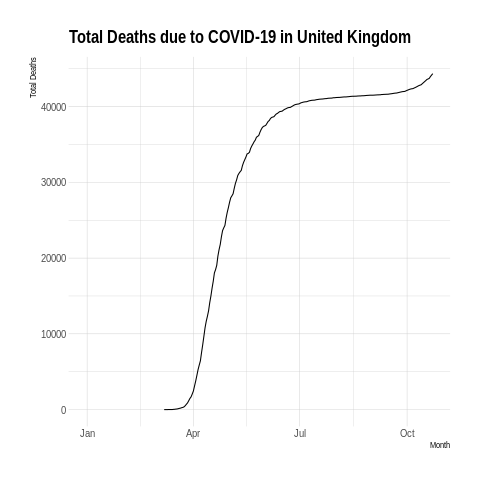 Total Deaths due to COVID-19 in United Kingdom
Total Deaths
40000
30000
20000
10000
0
Jan Apr Jul Oct
Month